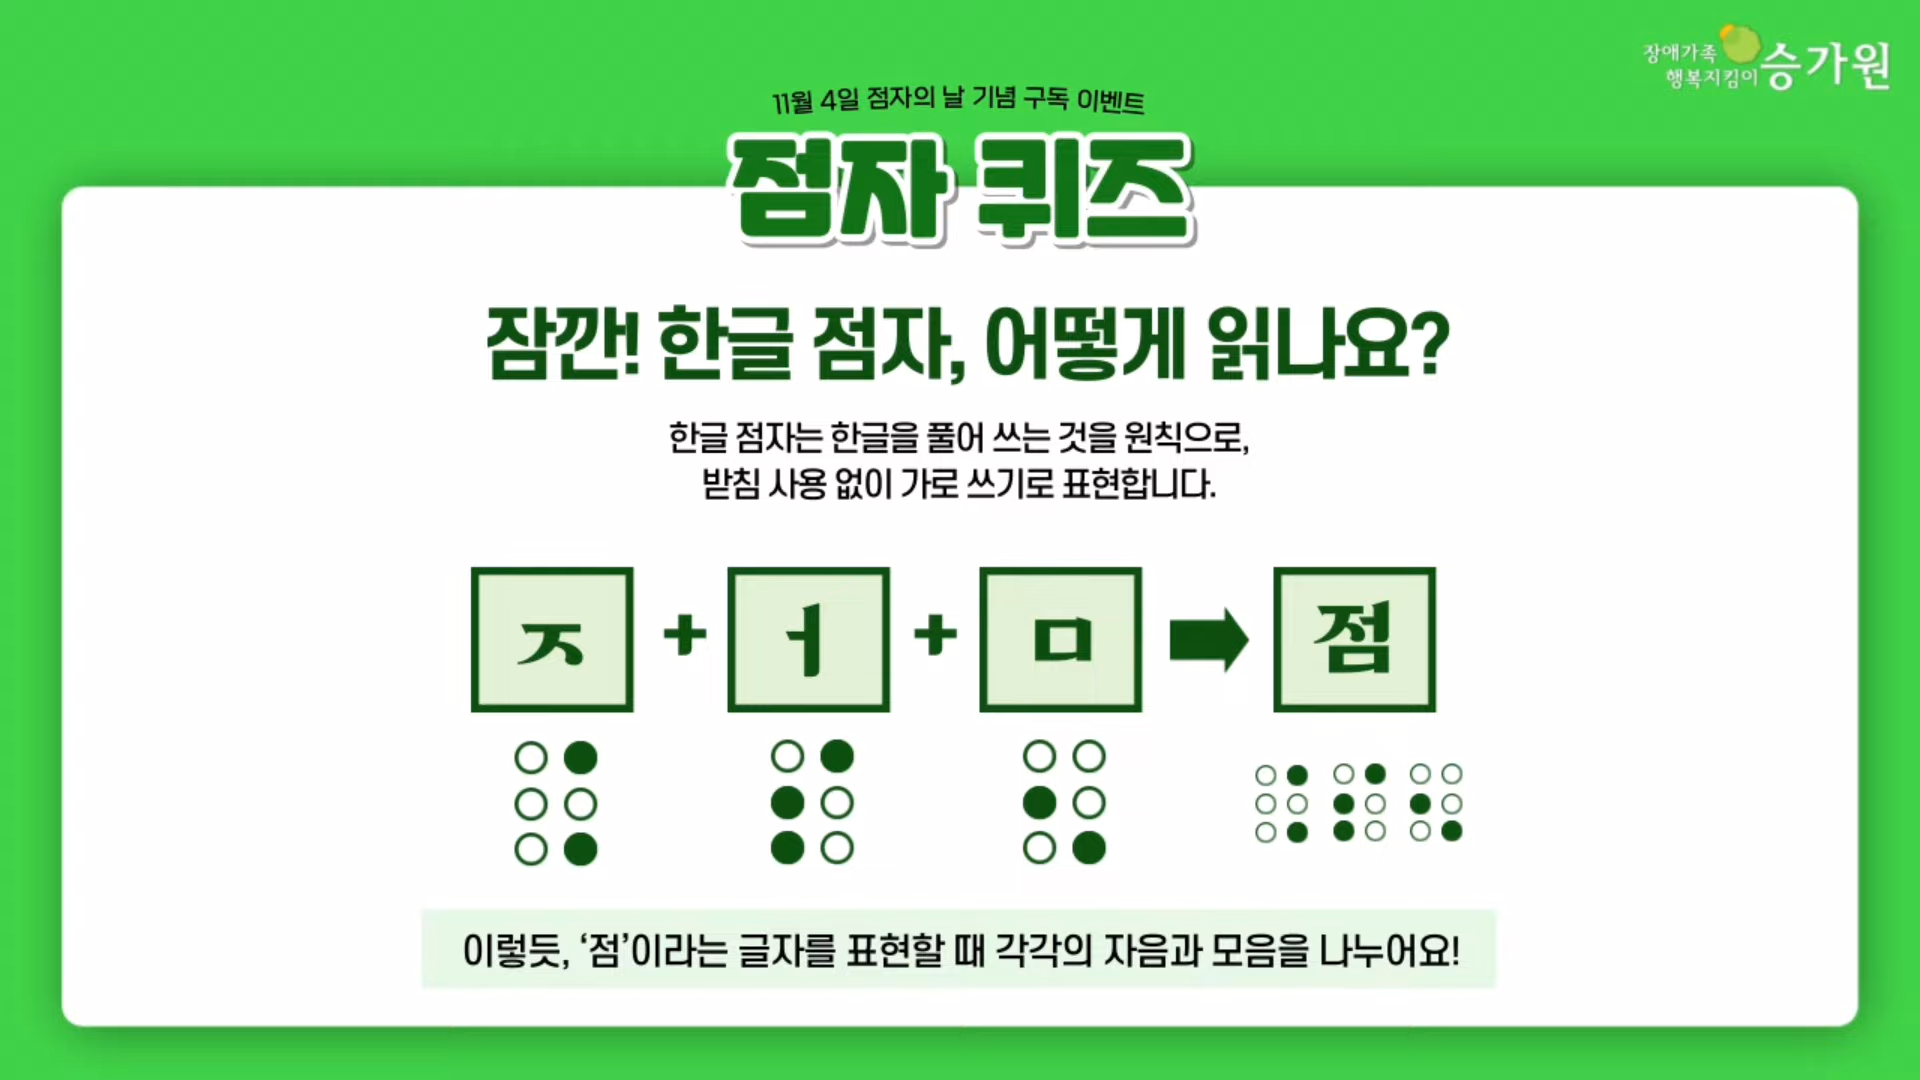 장애가족
행복지킴이 승가원
11월 4일 점자의 날 기념 구독 이벤트
점자 퀴즈
잠깐! 한글 점자, 어떻게 읽나요?
한글 점자는 한글을 풀어 쓰는 것을 원칙으로,
받침 사용 없이 가로 쓰기로 표현합니다.
ㅈ + ㅓ + ㅁ 점
이렇듯, ‘점’이라는 글자를 표현할 때 각각의 자음과 모음을 나누어요!